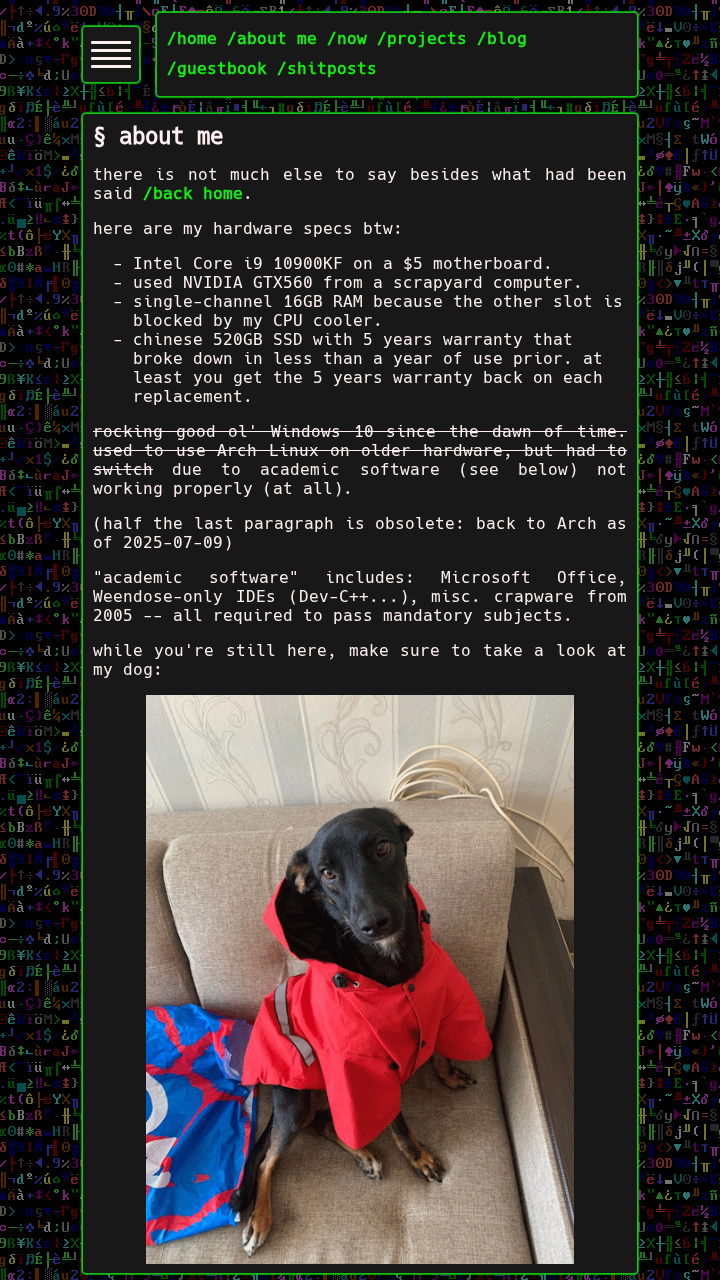 /home /about me /now /projects /blog
/guestbook /shitposts
§ about me
there is not much else to say besides what had been
said /back home.
here are my hardware specs btw:
- Intel Core i9 10900KF on a $5 motherboard.
- used NVIDIA GTX560 from a scrapyard computer.
- single-channel 16GB RAM because the other slot is
blocked by my CPU cooler.
- chinese 520GB SSD with 5 years warranty that
broke down in less than a year of use prior. at
least you get the 5 years warranty back on each
replacement.
rocking good ol' Windows 10 since the dawn of time.
used to use Arch Linux on older hardware, but had to
switch due to academic software (see below) not
working properly (at all).
(half the last paragraph is obsolete: back to Arch as
of 2025-07-09)
"academic software" includes: Microsoft Office,
Weendose-only IDEs (Dev-C++...), misc. crapware from
2005 -- all required to pass mandatory subjects.
while you're still here, make sure to take a look at
my dog: